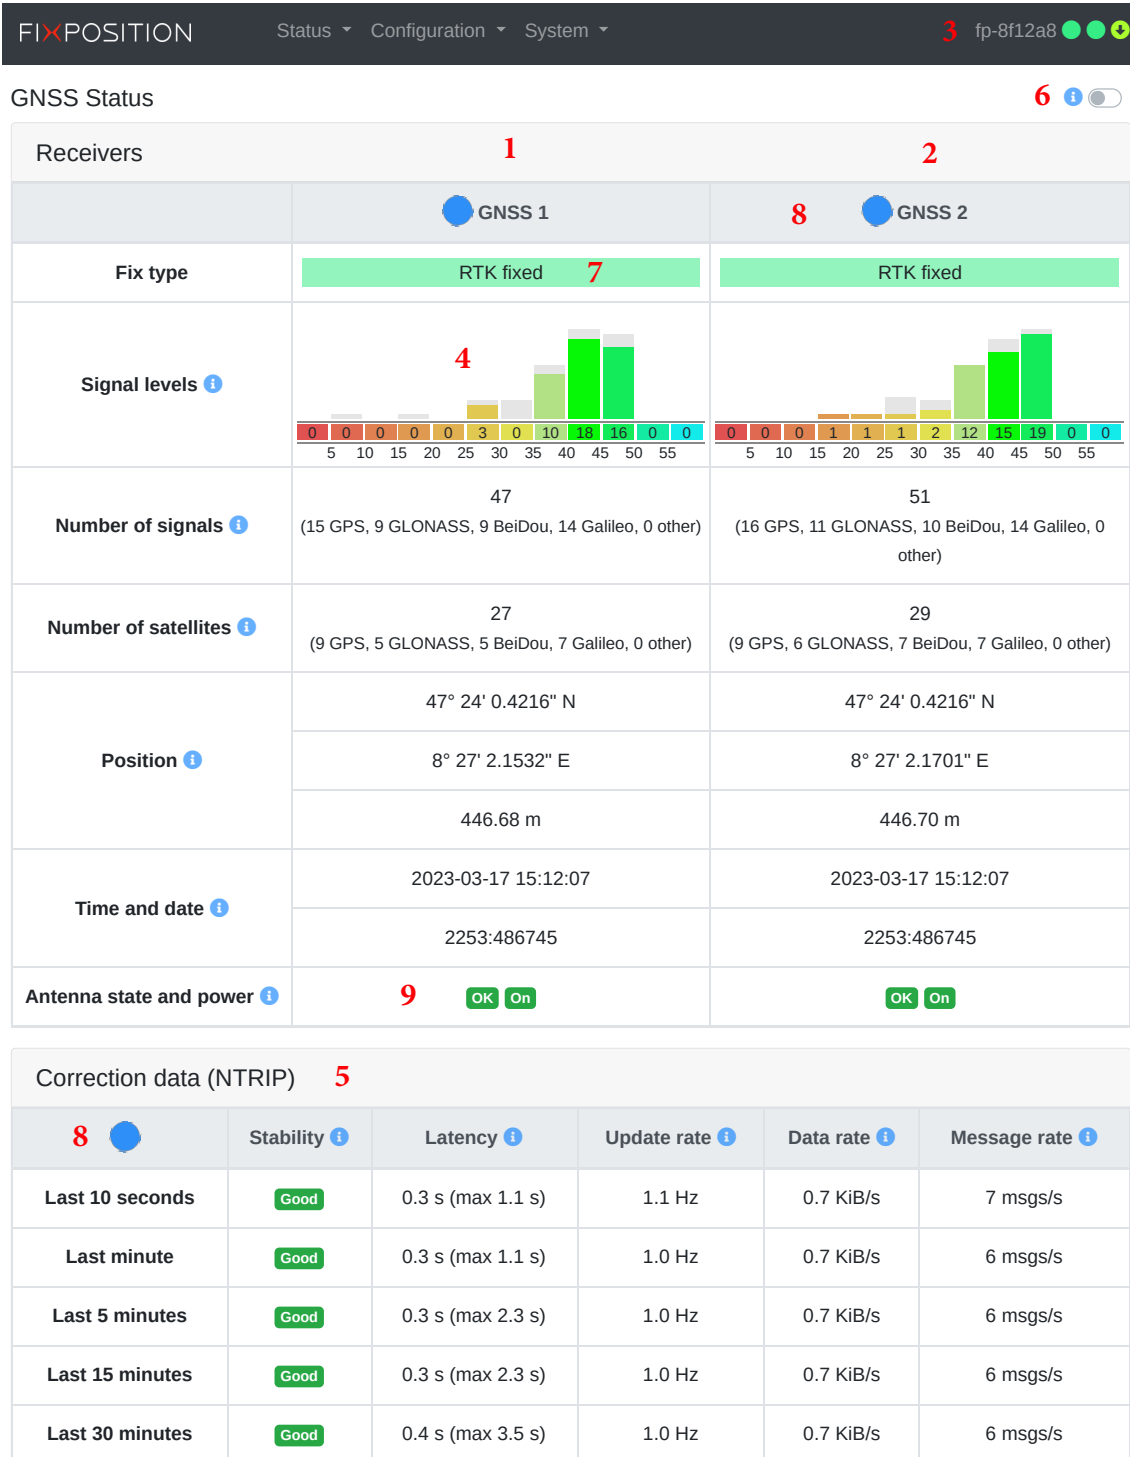 FIXPOSITION Status Configuration System 3 fp-8f12a8
GNSS Status 6
Receivers 1 2
GNSS 1 8 GNSS 2
Fix type RTK fixed 7 RTK fixed
4
Signal levels
0 0 0 0 0 3 0 10 18 16 0 0 0 0 0 1 1 1 2 12 15 19 0 0
5 10 15 20 25 30 35 40 45 50 55 5 10 15 20 25 30 35 40 45 50 55
Number of signals
47
(15 GPS, 9 GLONASS, 9 BeiDou, 14 Galileo, 0 other)
51
(16 GPS, 11 GLONASS, 10 BeiDou, 14 Galileo, 0
other)
Number of satellites
27
(9 GPS, 5 GLONASS, 5 BeiDou, 7 Galileo, 0 other)
29
(9 GPS, 6 GLONASS, 7 BeiDou, 7 Galileo, 0 other)
Position
47° 24' 0.4216" N 47° 24' 0.4216" N
8° 27' 2.1532" E 8° 27' 2.1701" E
446.68 m 446.70 m
Time and date
2023-03-17 15:12:07 2023-03-17 15:12:07
2253:486745 2253:486745
Antenna state and power 9 OK On OK On
Correction data (NTRIP) 5
8 Stability Latency Update rate Data rate Message rate
Last 10 seconds Good 0.3 s (max 1.1 s) 1.1 Hz 0.7 KiB/s 7 msgs/s
Last minute Good 0.3 s (max 1.1 s) 1.0 Hz 0.7 KiB/s 6 msgs/s
Last 5 minutes Good 0.3 s (max 2.3 s) 1.0 Hz 0.7 KiB/s 6 msgs/s
Last 15 minutes Good 0.3 s (max 2.3 s) 1.0 Hz 0.7 KiB/s 6 msgs/s
Last 30 minutes Good 0.4 s (max 3.5 s) 1.0 Hz 0.7 KiB/s 6 msgs/s